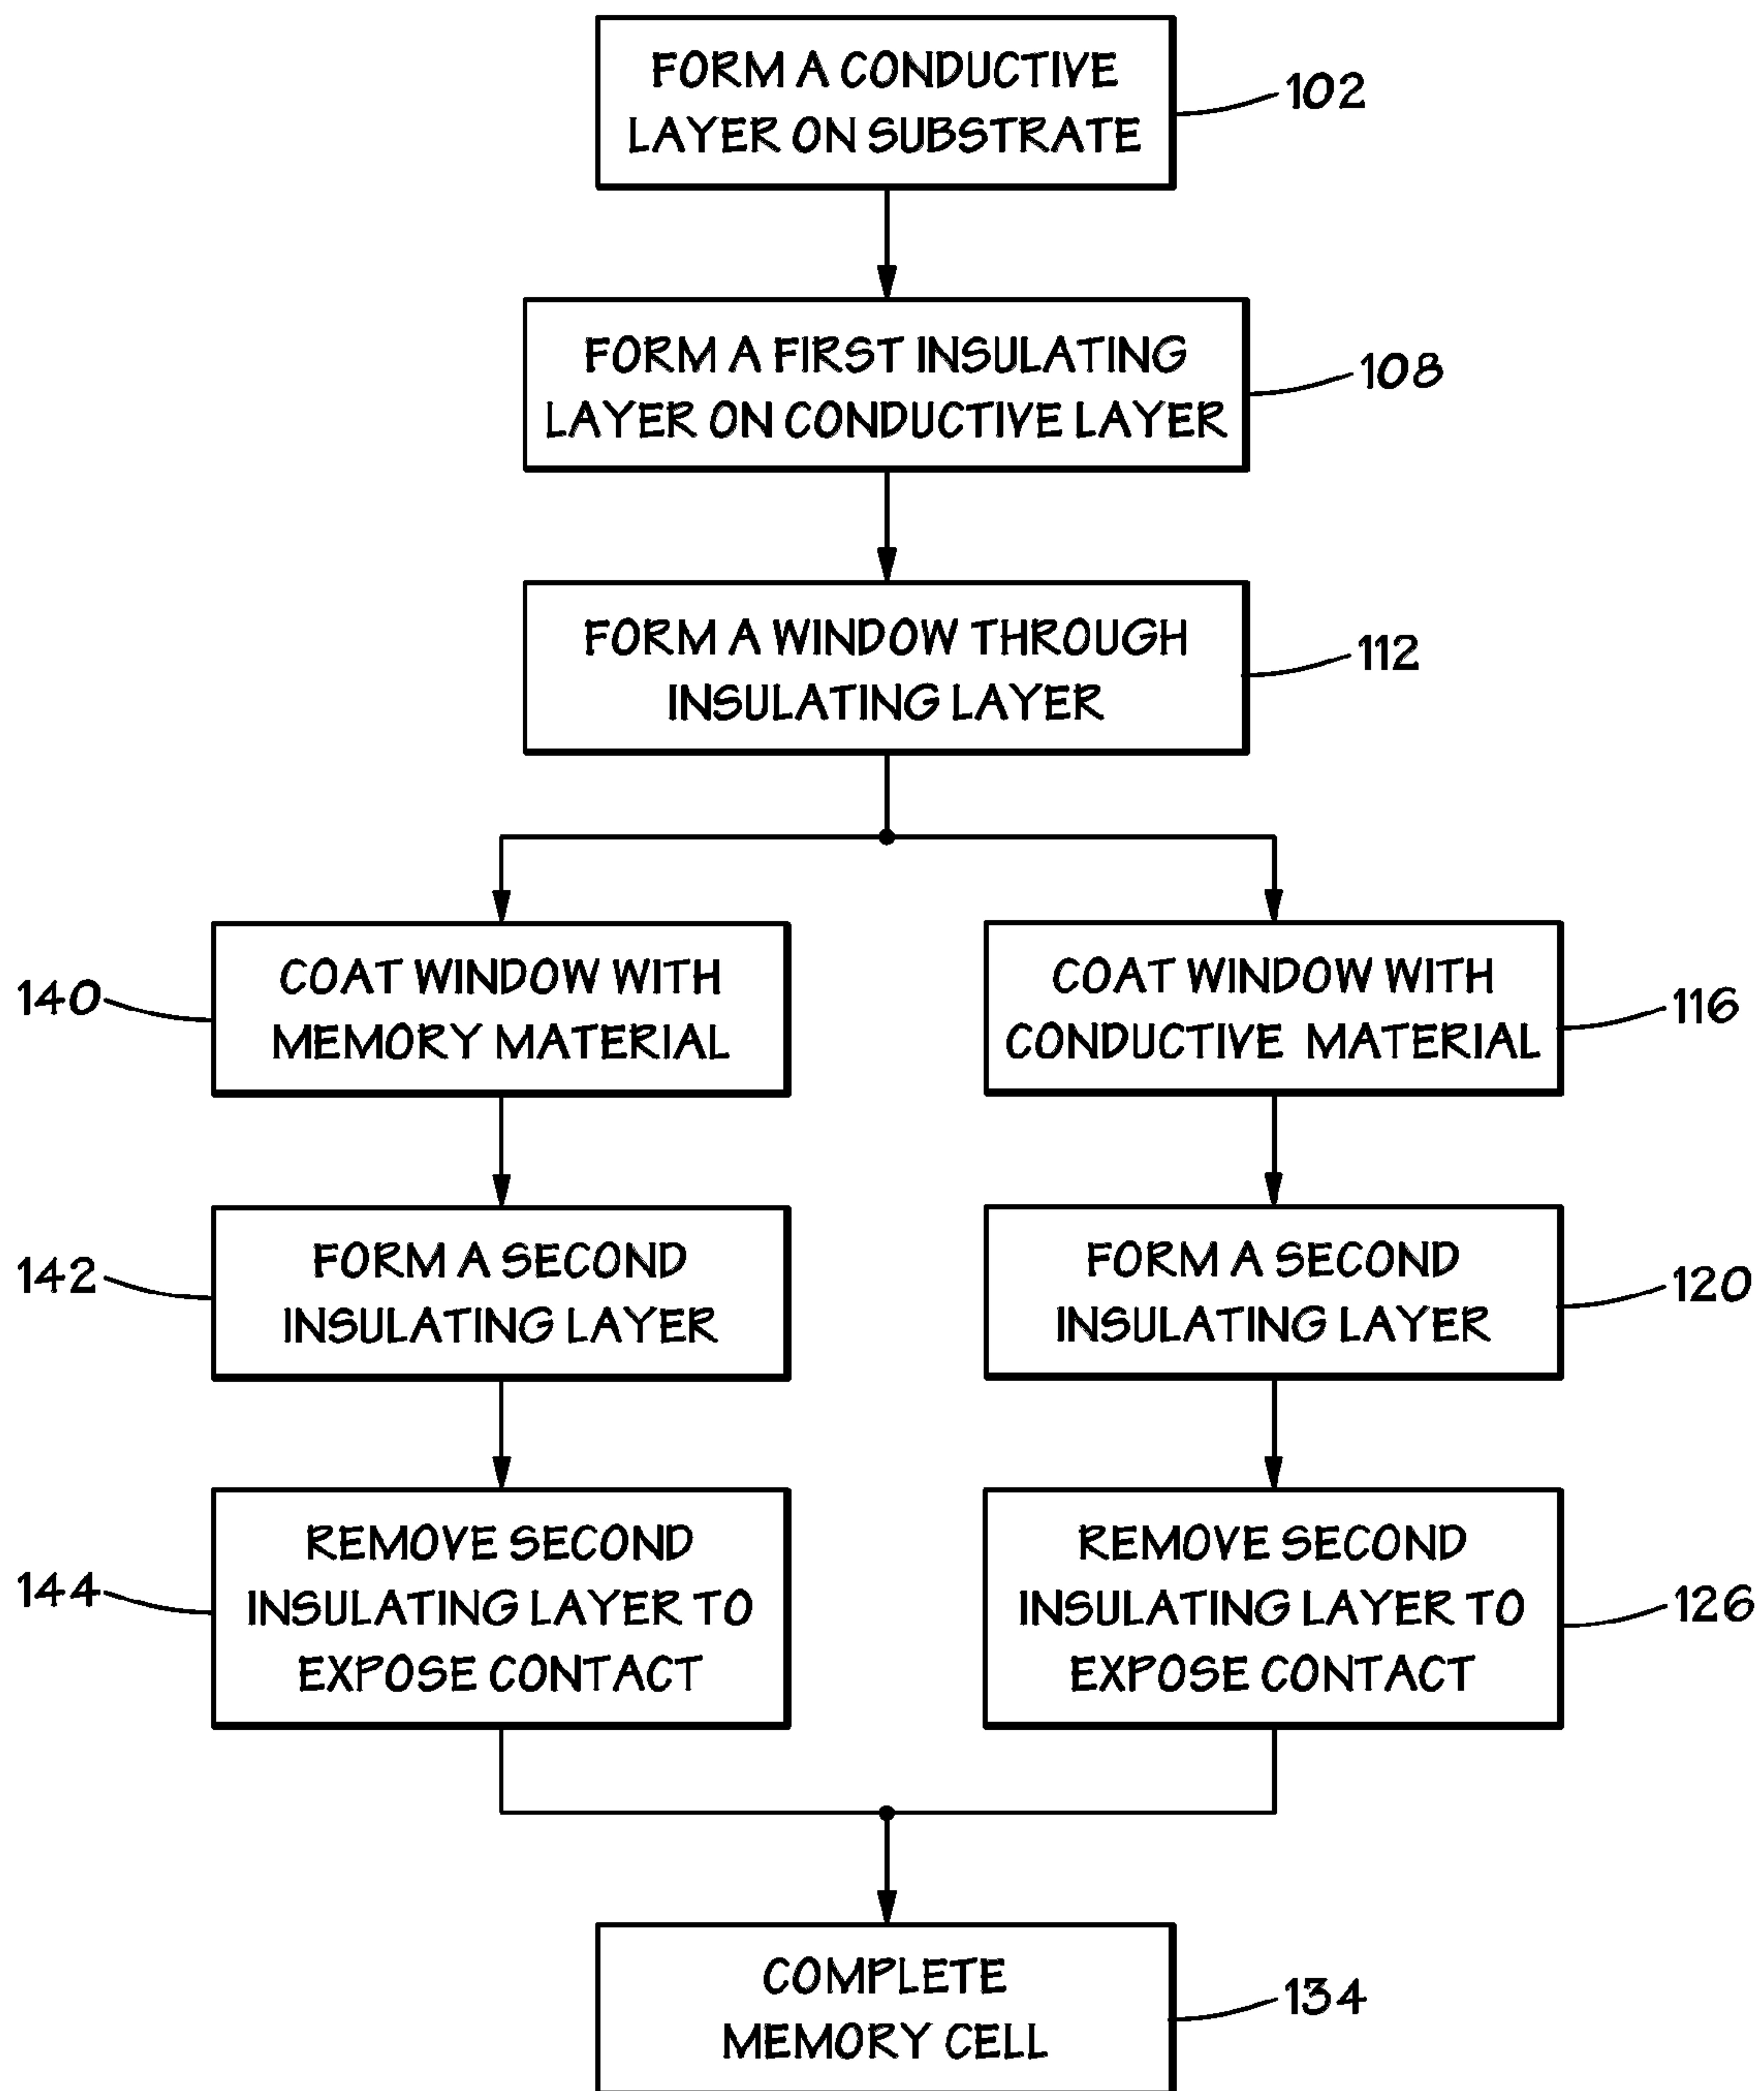 FORM A CONDUCTIVE
LAYER ON SUBSTRATE
102
FORM A FIRST INSULATING
LAYER ON CONDUCTIVE LAYER
108
FORM A WINDOW THROUGH
INSULATING LAYER
112
COAT WINDOW WITH
MEMORY MATERIAL
140
COAT WINDOW WITH
CONDUCTIVE MATERIAL
116
FORM A SECOND
INSULATING LAYER
142
FORM A SECOND
INSULATING LAYER
120
REMOVE SECOND
INSULATING LAYER TO
EXPOSE CONTACT
144
REMOVE SECOND
INSULATING LAYER TO
EXPOSE CONTACT
126
COMPLETE
MEMORY CELL
134